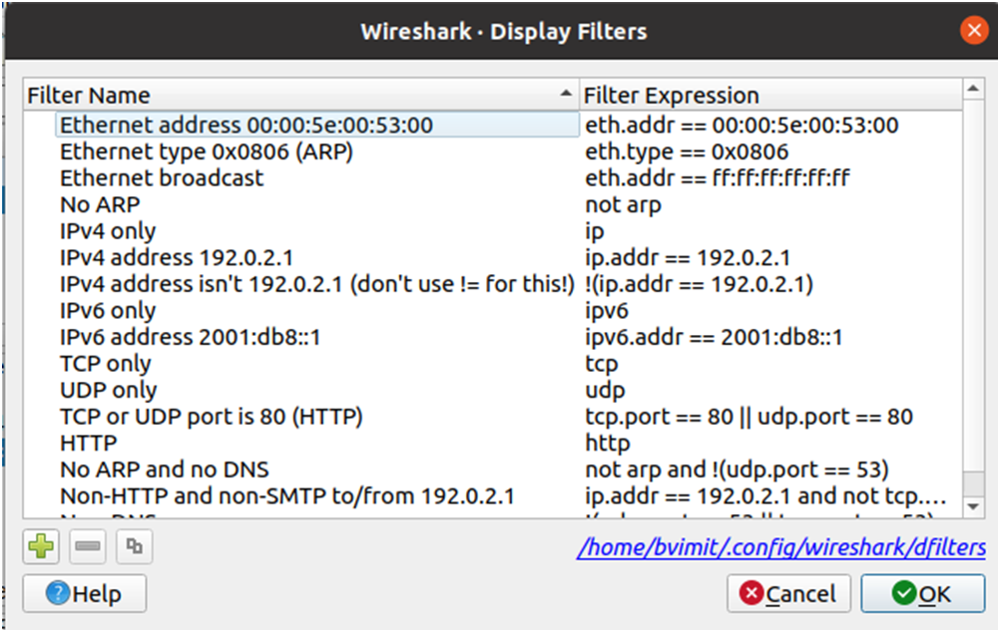 Wireshark · Display Filters
Filter Name Filter Expression
Ethernet address 00:00:5e:00:53:00 eth.addr == 00:00:5e:00:53:00
Ethernet type 0x0806 (ARP) eth.type == 0x0806
Ethernet broadcast eth.addr == ff:ff:ff:ff:ff:ff
No ARP not arp
IPv4 only ip
IPv4 address 192.0.2.1 ip.addr == 192.0.2.1
IPv4 address isn't 192.0.2.1 (don't use != for this!) !(ip.addr == 192.0.2.1)
IPv6 only ipv6
IPv6 address 2001:db8::1 ipv6.addr == 2001:db8::1
TCP only tcp
UDP only udp
TCP or UDP port is 80 (HTTP) tcp.port == 80 || udp.port == 80
HTTP http
No ARP and no DNS not arp and !(udp.port == 53)
Non-HTTP and non-SMTP to/from 192.0.2.1 ip.addr == 192.0.2.1 and not tcp....
/home/bvimit/.config/wireshark/dfilters
Help Cancel OK